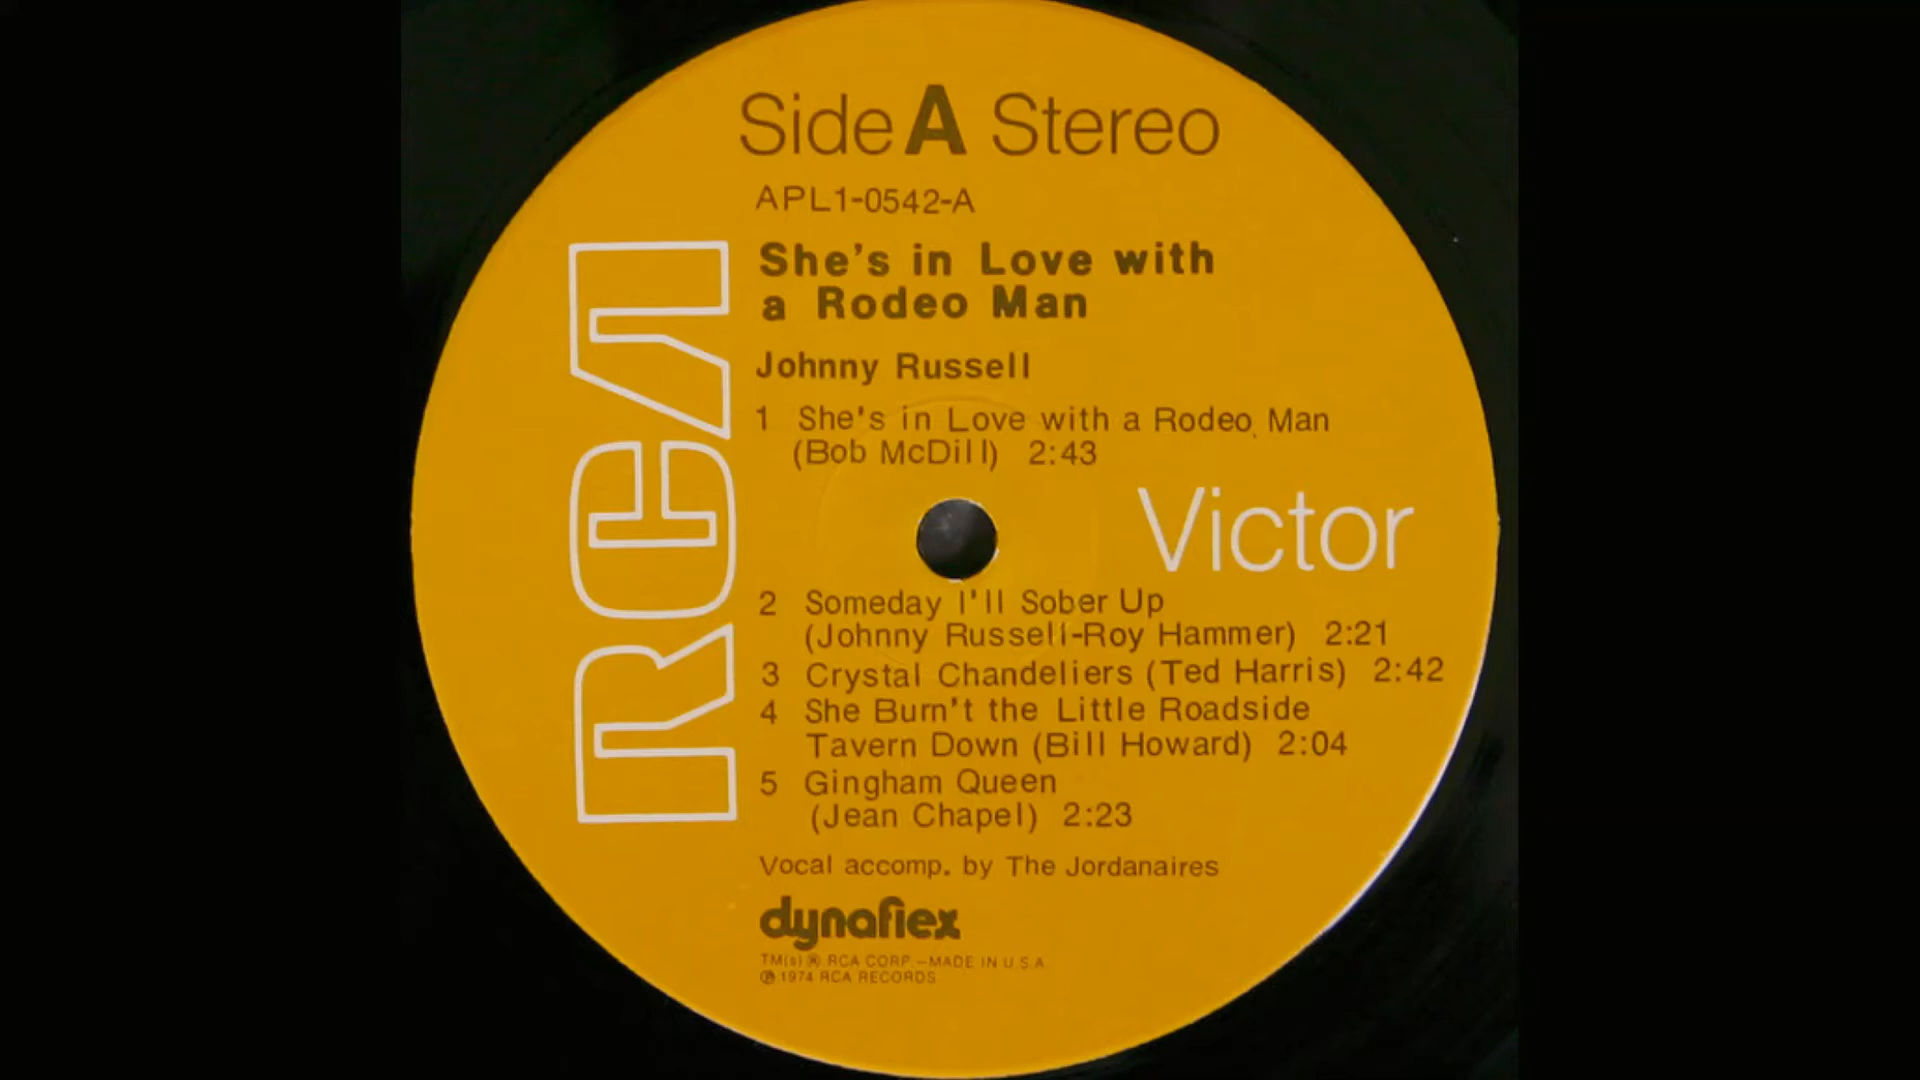 Side A Stereo
APL1-0542-A
She's in Love with
a Rodeo Man
Johnny Russell
1 She's in Love with a Rodeo Man
(Bob McDill) 2:43
RCA
Victor
2 Someday I'll Sober Up
(Johnny Russell-Roy Hammer) 2:21
3 Crystal Chandeliers (Ted Harris) 2:42
4 She Burn't the Little Roadside
Tavern Down (Bill Howard) 2:04
5 Gingham Queen
(Jean Chapel) 2:23
Vocal accomp. by The Jordanaires
dynaflex
TM(s) ® RCA CORP.—MADE IN U.S.A.
℗ 1974 RCA RECORDS